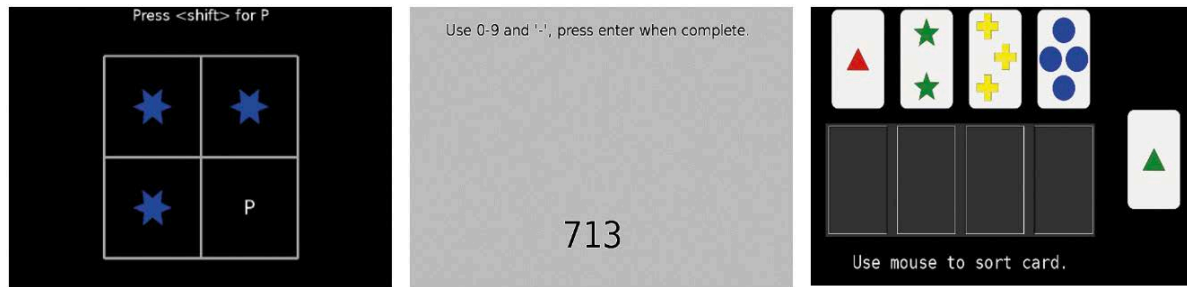 Press <shift> for P
P
Use 0-9 and '-', press enter when complete.
713
Use mouse to sort card.